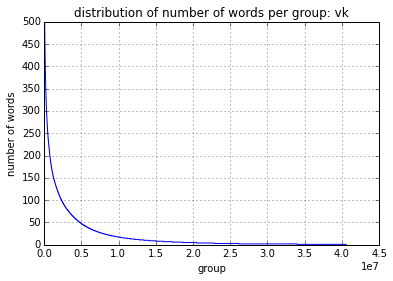 distribution of number of words per group: vk
number of words
500
450
400
350
300
250
200
150
100
50
0
0.0 0.5 1.0 1.5 2.0 2.5 3.0 3.5 4.0 4.5
1e7
group